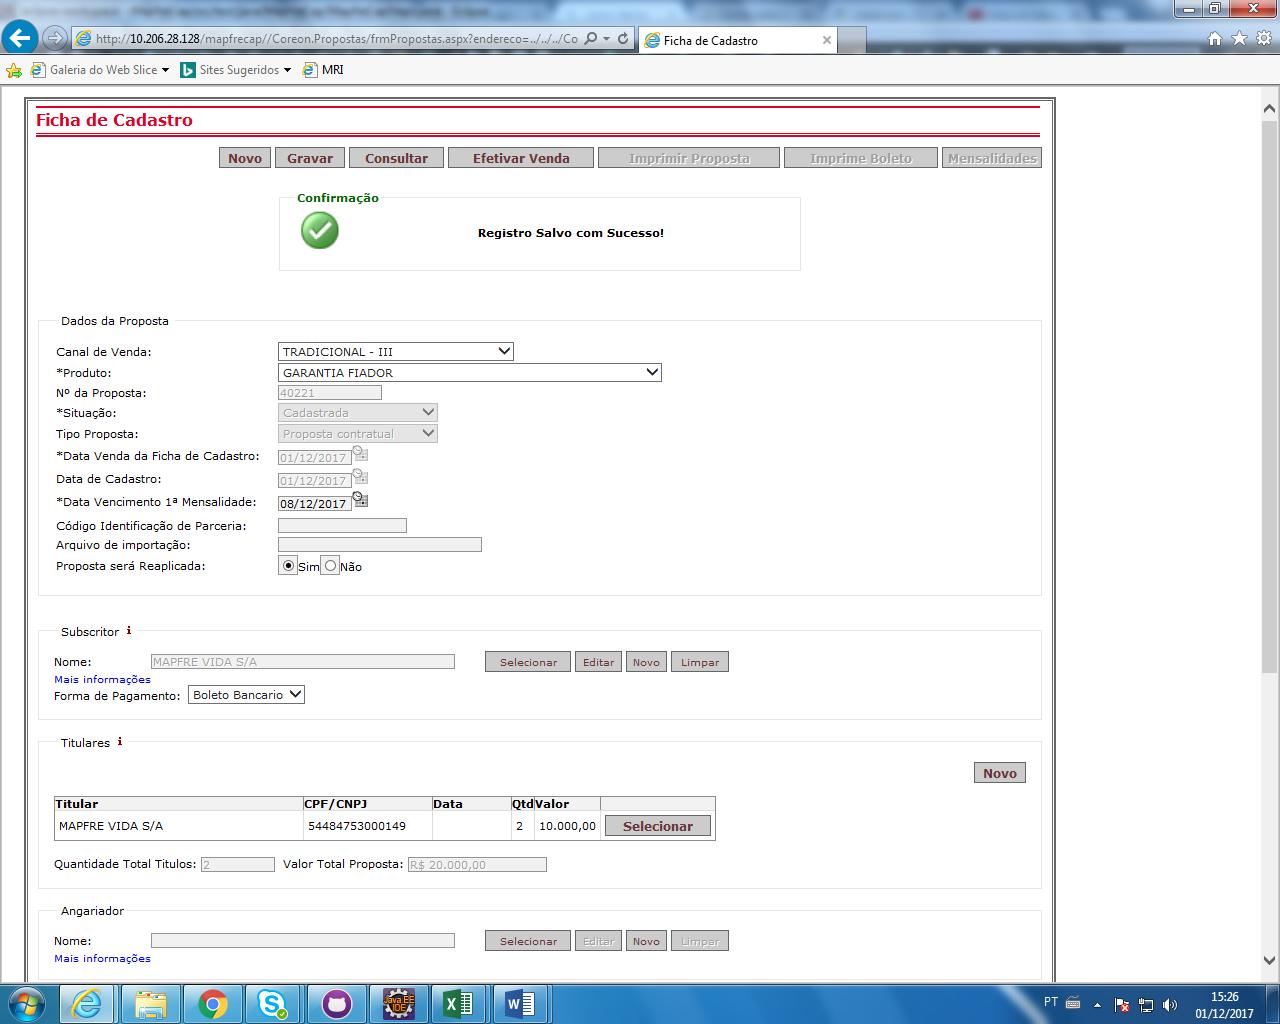 http://10.206.28.128/mapfrecap//Coreon.Propostas/frmPropostas.aspx?endereco=../../../Co
Ficha de Cadastro
Galeria do Web Slice
Sites Sugeridos
MRI
Ficha de Cadastro
Novo Gravar Consultar Efetivar Venda Imprimir Proposta Imprime Boleto Mensalidades
Confirmação
Registro Salvo com Sucesso!
Dados da Proposta
Canal de Venda: TRADICIONAL - III
*Produto: GARANTIA FIADOR
Nº da Proposta: 40221
*Situação: Cadastrada
Tipo Proposta: Proposta contratual
*Data Venda da Ficha de Cadastro: 01/12/2017
Data de Cadastro: 01/12/2017
*Data Vencimento 1ª Mensalidade: 08/12/2017
Código Identificação de Parceria:
Arquivo de importação:
Proposta será Reaplicada: Sim Não
Subscritor i
Nome: MAPFRE VIDA S/A Selecionar Editar Novo Limpar
Mais informações
Forma de Pagamento: Boleto Bancario
Titulares i
Novo
Titular CPF/CNPJ Data Qtd Valor
MAPFRE VIDA S/A 54484753000149 2 10.000,00 Selecionar
Quantidade Total Titulos: 2 Valor Total Proposta: R$ 20.000,00
Angariador
Nome: Selecionar Editar Novo Limpar
Mais informações
Java EE
IDE
PT
15:26
01/12/2017